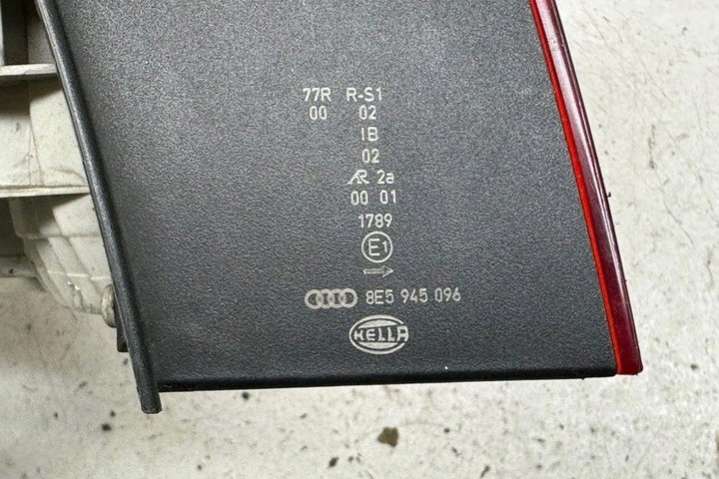 77R R-S1
00 02
IB
02
AR 2a
00 01
1789
E1
8E5 945 096
HELLA